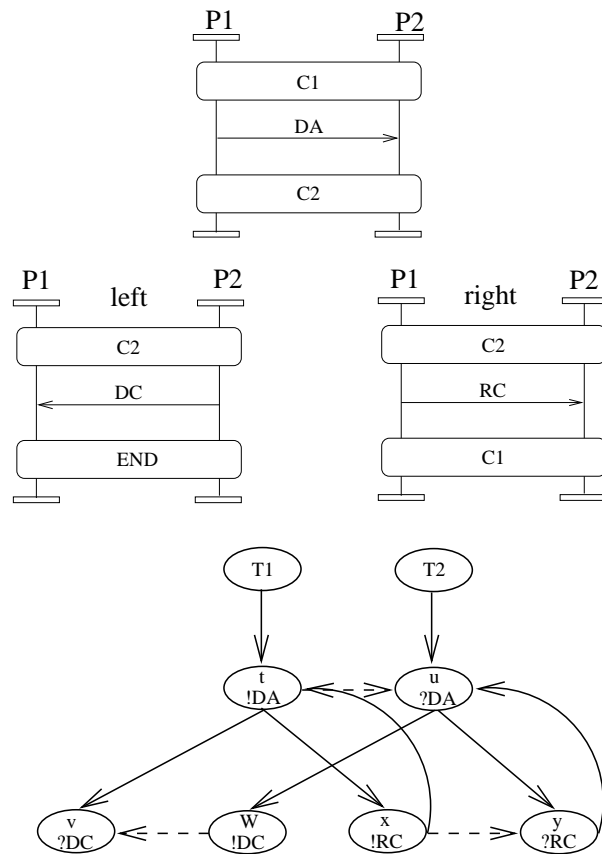 P1 P2
C1
DA
C2
P1 left P2
C2
DC
END
P1 right P2
C2
RC
C1
T1 T2
t
!DA
u
?DA
v
?DC
W
!DC
x
!RC
y
?RC